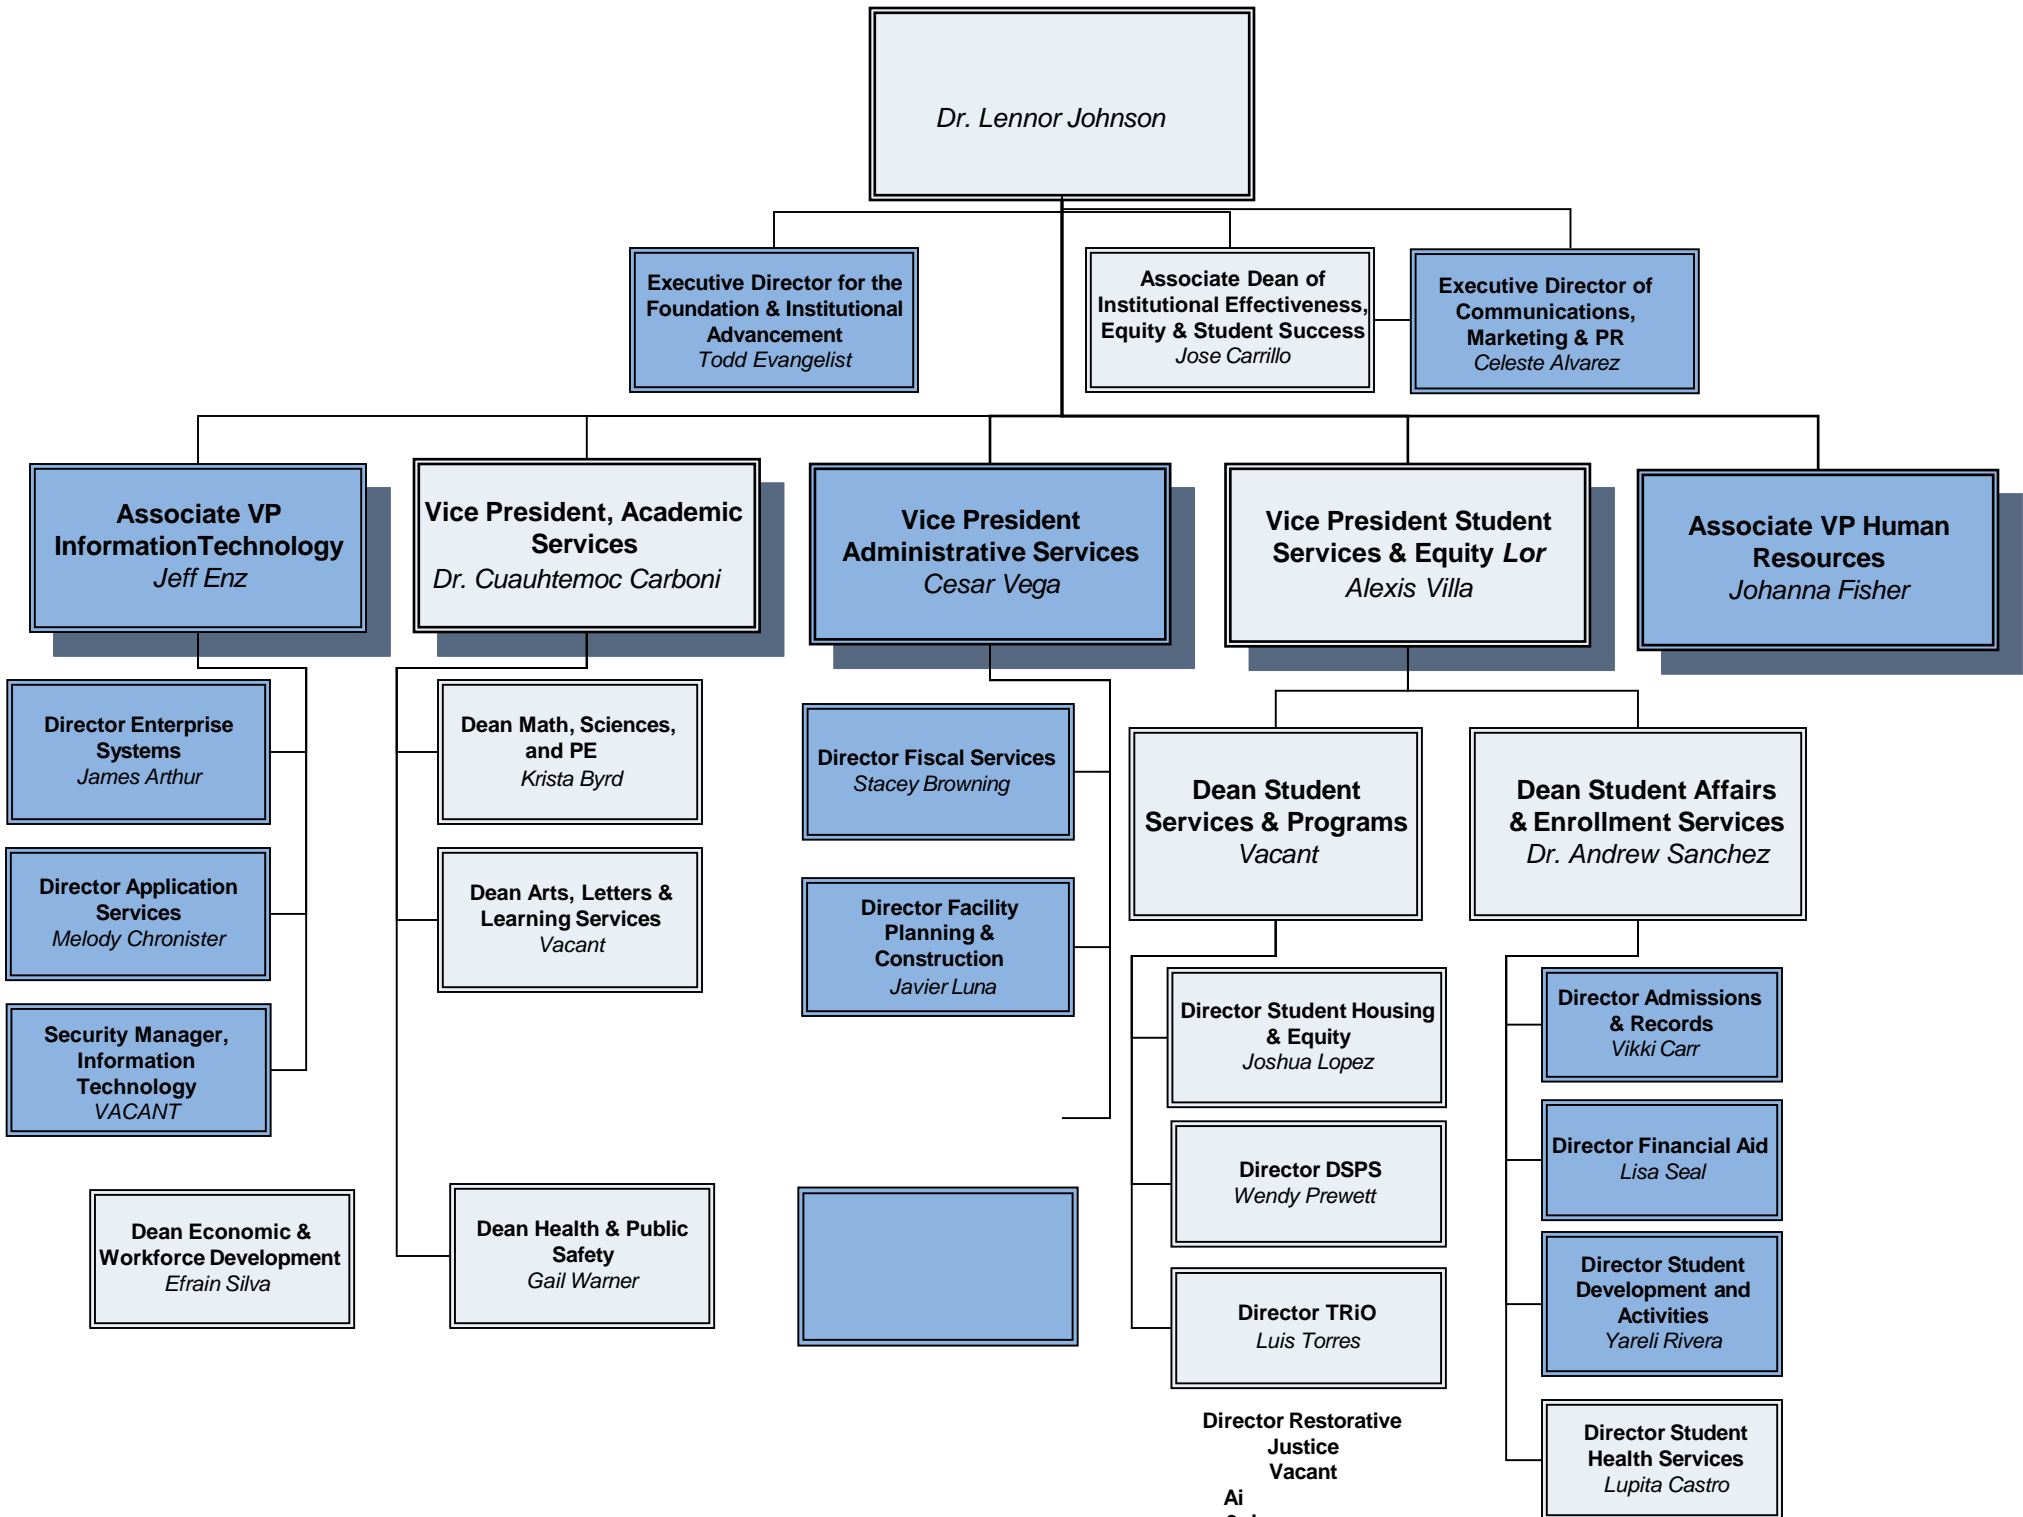 Dr. Lennor Johnson
Executive Director for the
Foundation & Institutional
Advancement
Todd Evangelist
Associate Dean of
Institutional Effectiveness,
Equity & Student Success
Jose Carrillo
Executive Director of
Communications,
Marketing & PR
Celeste Alvarez
Associate VP
InformationTechnology
Jeff Enz
Vice President, Academic
Services
Dr. Cuauhtemoc Carboni
Vice President
Administrative Services
Cesar Vega
Vice President Student
Services & Equity Lor
Alexis Villa
Associate VP Human
Resources
Johanna Fisher
Director Enterprise
Systems
James Arthur
Director Application
Services
Melody Chronister
Security Manager,
Information
Technology
VACANT
Dean Economic &
Workforce Development
Efrain Silva
Dean Math, Sciences,
and PE
Krista Byrd
Dean Arts, Letters &
Learning Services
Vacant
Dean Health & Public
Safety
Gail Warner
Director Fiscal Services
Stacey Browning
Director Facility
Planning &
Construction
Javier Luna
Dean Student
Services & Programs
Vacant
Dean Student Affairs
& Enrollment Services
Dr. Andrew Sanchez
Director Student Housing
& Equity
Joshua Lopez
Director DSPS
Wendy Prewett
Director TRiO
Luis Torres
Director Restorative
Justice
Vacant
Ai
Director Admissions
& Records
Vikki Carr
Director Financial Aid
Lisa Seal
Director Student
Development and
Activities
Yareli Rivera
Director Student
Health Services
Lupita Castro